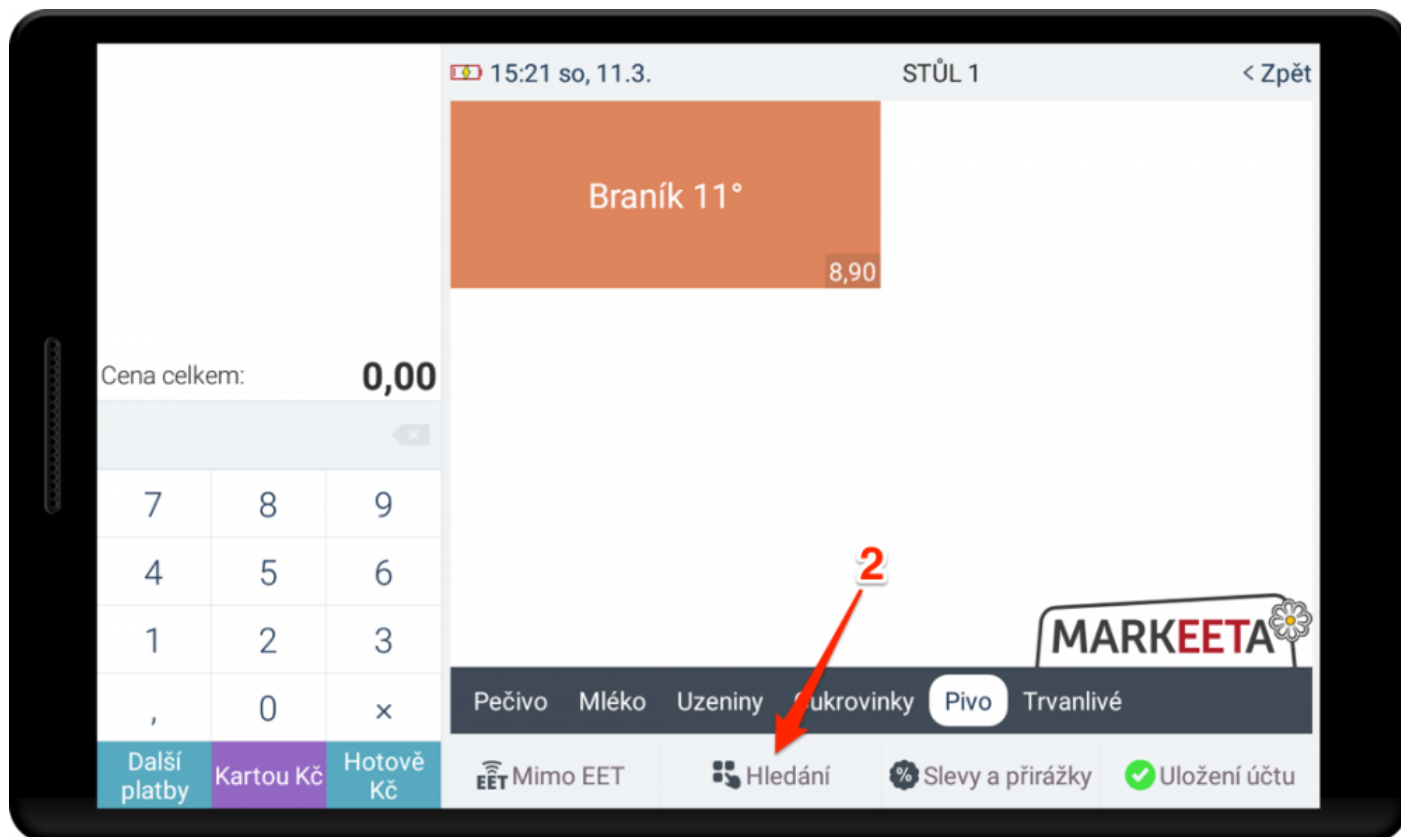 15:21 so, 11.3.
STŮL 1
< Zpět
Braník 11°
8,90
Cena celkem:
0,00
7 8 9
4 5 6
1 2 3
, 0 ×
2
MARKEETA
Pečivo Mléko Uzeniny Cukrovinky Pivo Trvanlivé
Další platby
Kartou Kč
Hotově Kč
EET Mimo EET
Hledání
% Slevy a přirážky
Uložení účtu